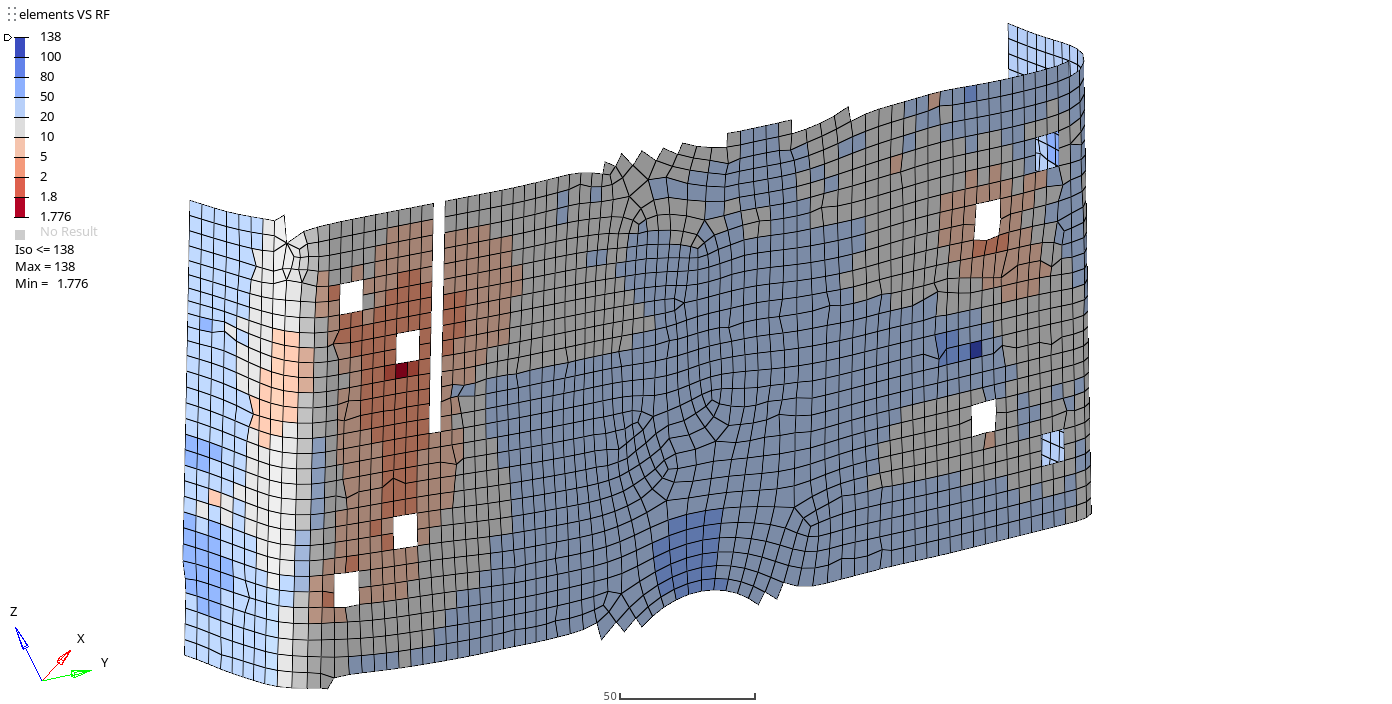 elements VS RF
138
100
80
50
20
10
5
2
1.8
1.776
No Result
Iso <= 138
Max = 138
Min = 1.776
Z
X
Y
50